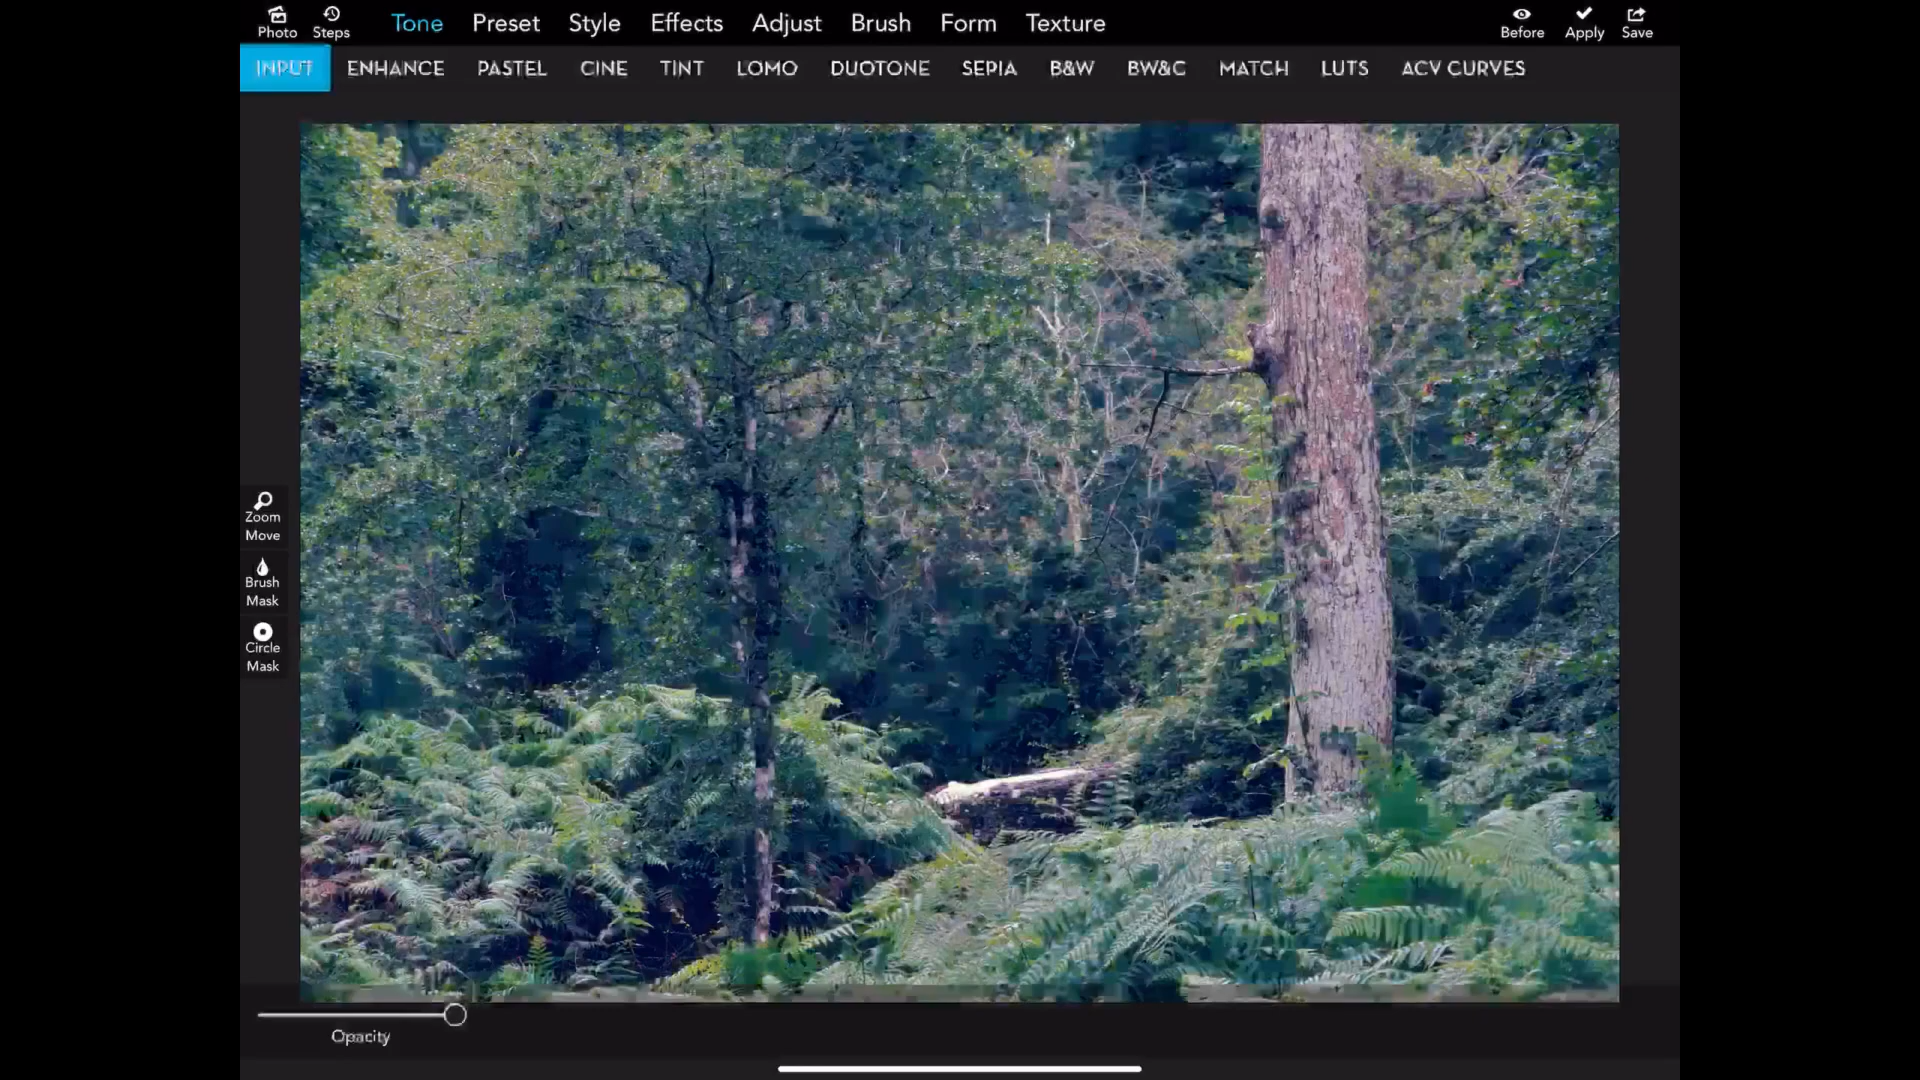 Photo Steps Tone Preset Style Effects Adjust Brush Form Texture Before Apply Save
INPUT ENHANCE PASTEL CINE TINT LOMO DUOTONE SEPIA B&W BW&C MATCH LUTS ACV CURVES
Zoom
Move
Brush
Mask
Circle
Mask
Opacity